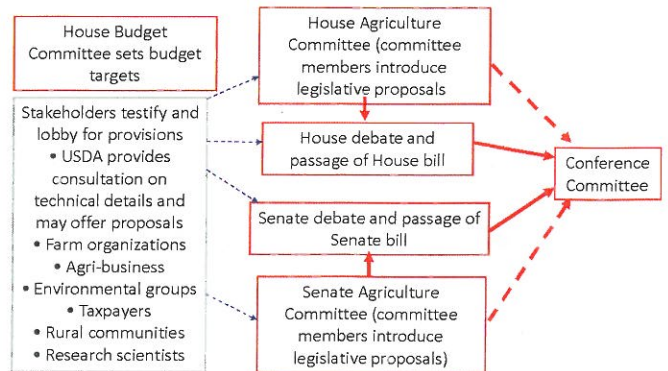 House Budget
Committee sets budget
targets
Stakeholders testify and
lobby for provisions
• USDA provides
consultation on
technical details and
may offer proposals
• Farm organizations
• Agri-business
• Environmental groups
• Taxpayers
• Rural communities
• Research scientists
House Agriculture
Committee (committee
members introduce
legislative proposals
House debate and
passage of House bill
Senate debate and passage of
Senate bill
Senate Agriculture
Committee (committee
members introduce
legislative proposals)
Conference
Committee